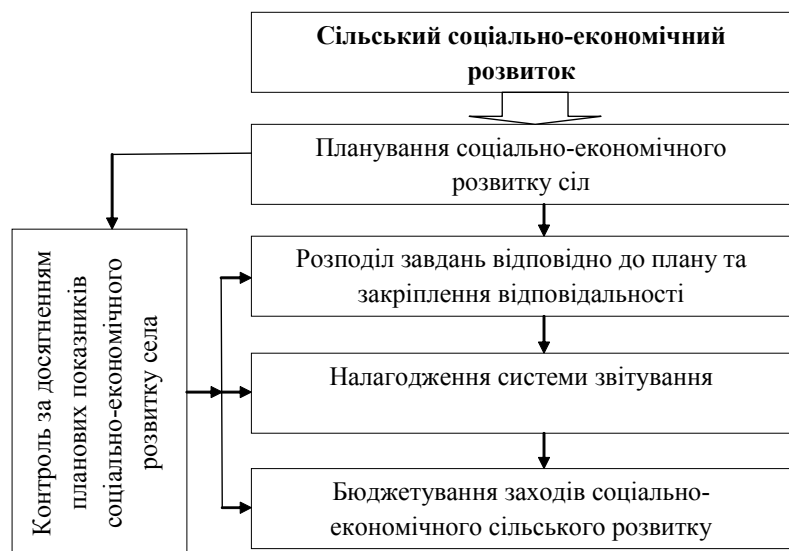 Сільський соціально-економічний
розвиток
Планування соціально-економічного
розвитку сіл
Контроль за досягненням
планових показників
соціально-економічного
розвитку села
Розподіл завдань відповідно до плану та
закріплення відповідальності
Налагодження системи звітування
Бюджетування заходів соціально-
економічного сільського розвитку